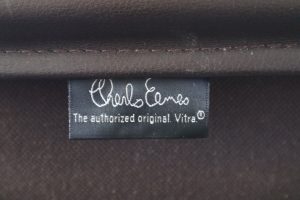 Charles Eames
The authorized original. Vitra.®